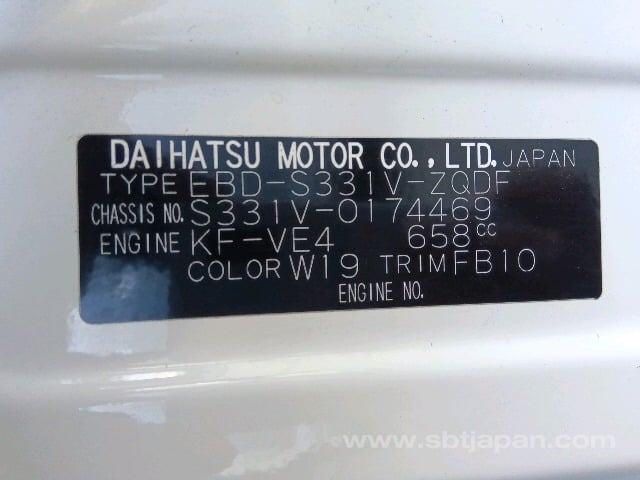 DAIHATSU MOTOR CO.,LTD. JAPAN
TYPE EBD-S331V-ZQDF
CHASSIS NO. S331V-0174469
ENGINE KF-VE4 658cc
COLOR W19 TRIM FB10
ENGINE NO.
www.sbtjapan.com